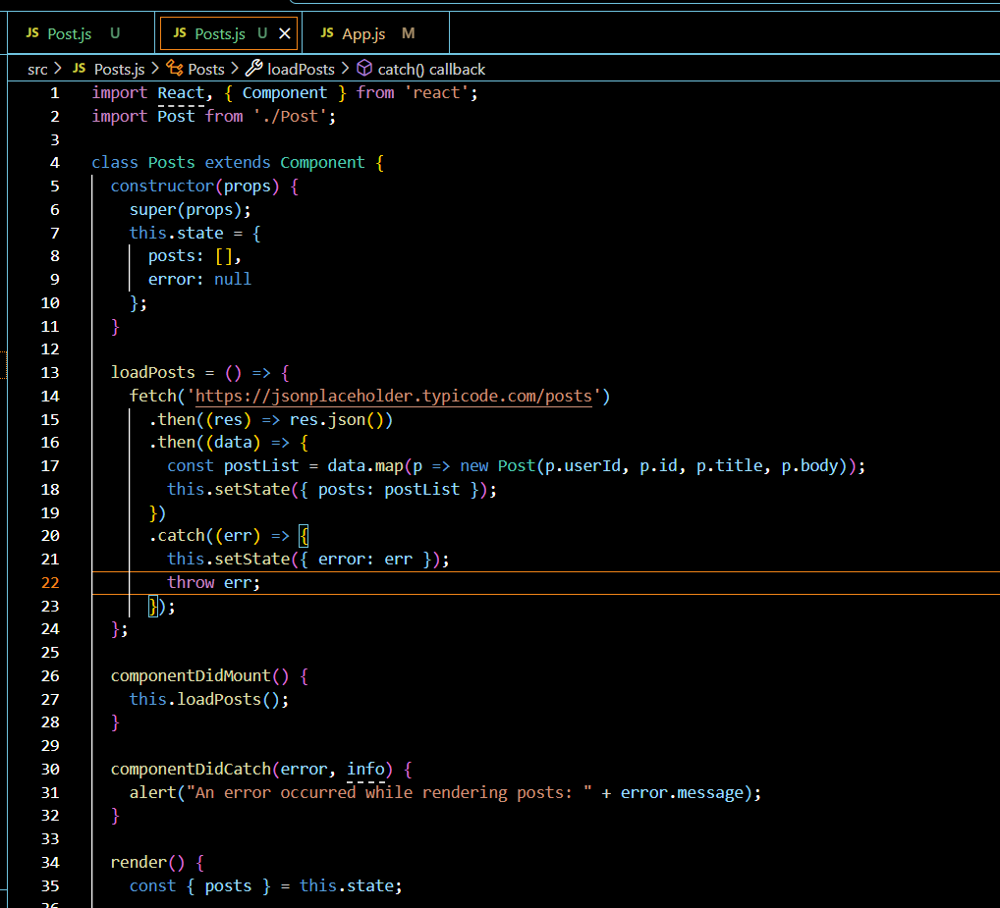 JS Post.js U JS Posts.js U × JS App.js M
src > JS Posts.js > Posts > loadPosts > catch() callback
1 import React, { Component } from 'react';
2 import Post from './Post';
3
4 class Posts extends Component {
5   constructor(props) {
6     super(props);
7     this.state = {
8       posts: [],
9       error: null
10     };
11   }
12
13   loadPosts = () => {
14     fetch('https://jsonplaceholder.typicode.com/posts')
15       .then((res) => res.json())
16       .then((data) => {
17         const postList = data.map(p => new Post(p.userId, p.id, p.title, p.body));
18         this.setState({ posts: postList });
19       })
20       .catch((err) => {
21         this.setState({ error: err });
22         throw err;
23       });
24   };
25
26   componentDidMount() {
27     this.loadPosts();
28   }
29
30   componentDidCatch(error, info) {
31     alert("An error occurred while rendering posts: " + error.message);
32   }
33
34   render() {
35     const { posts } = this.state;
36